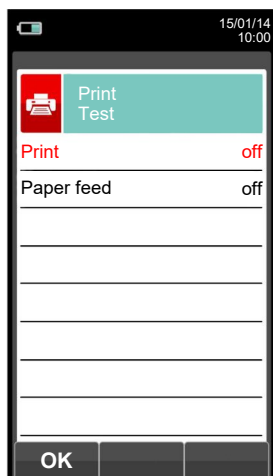 15/01/14
10:00
Print
Test
Print off
Paper feed off
OK